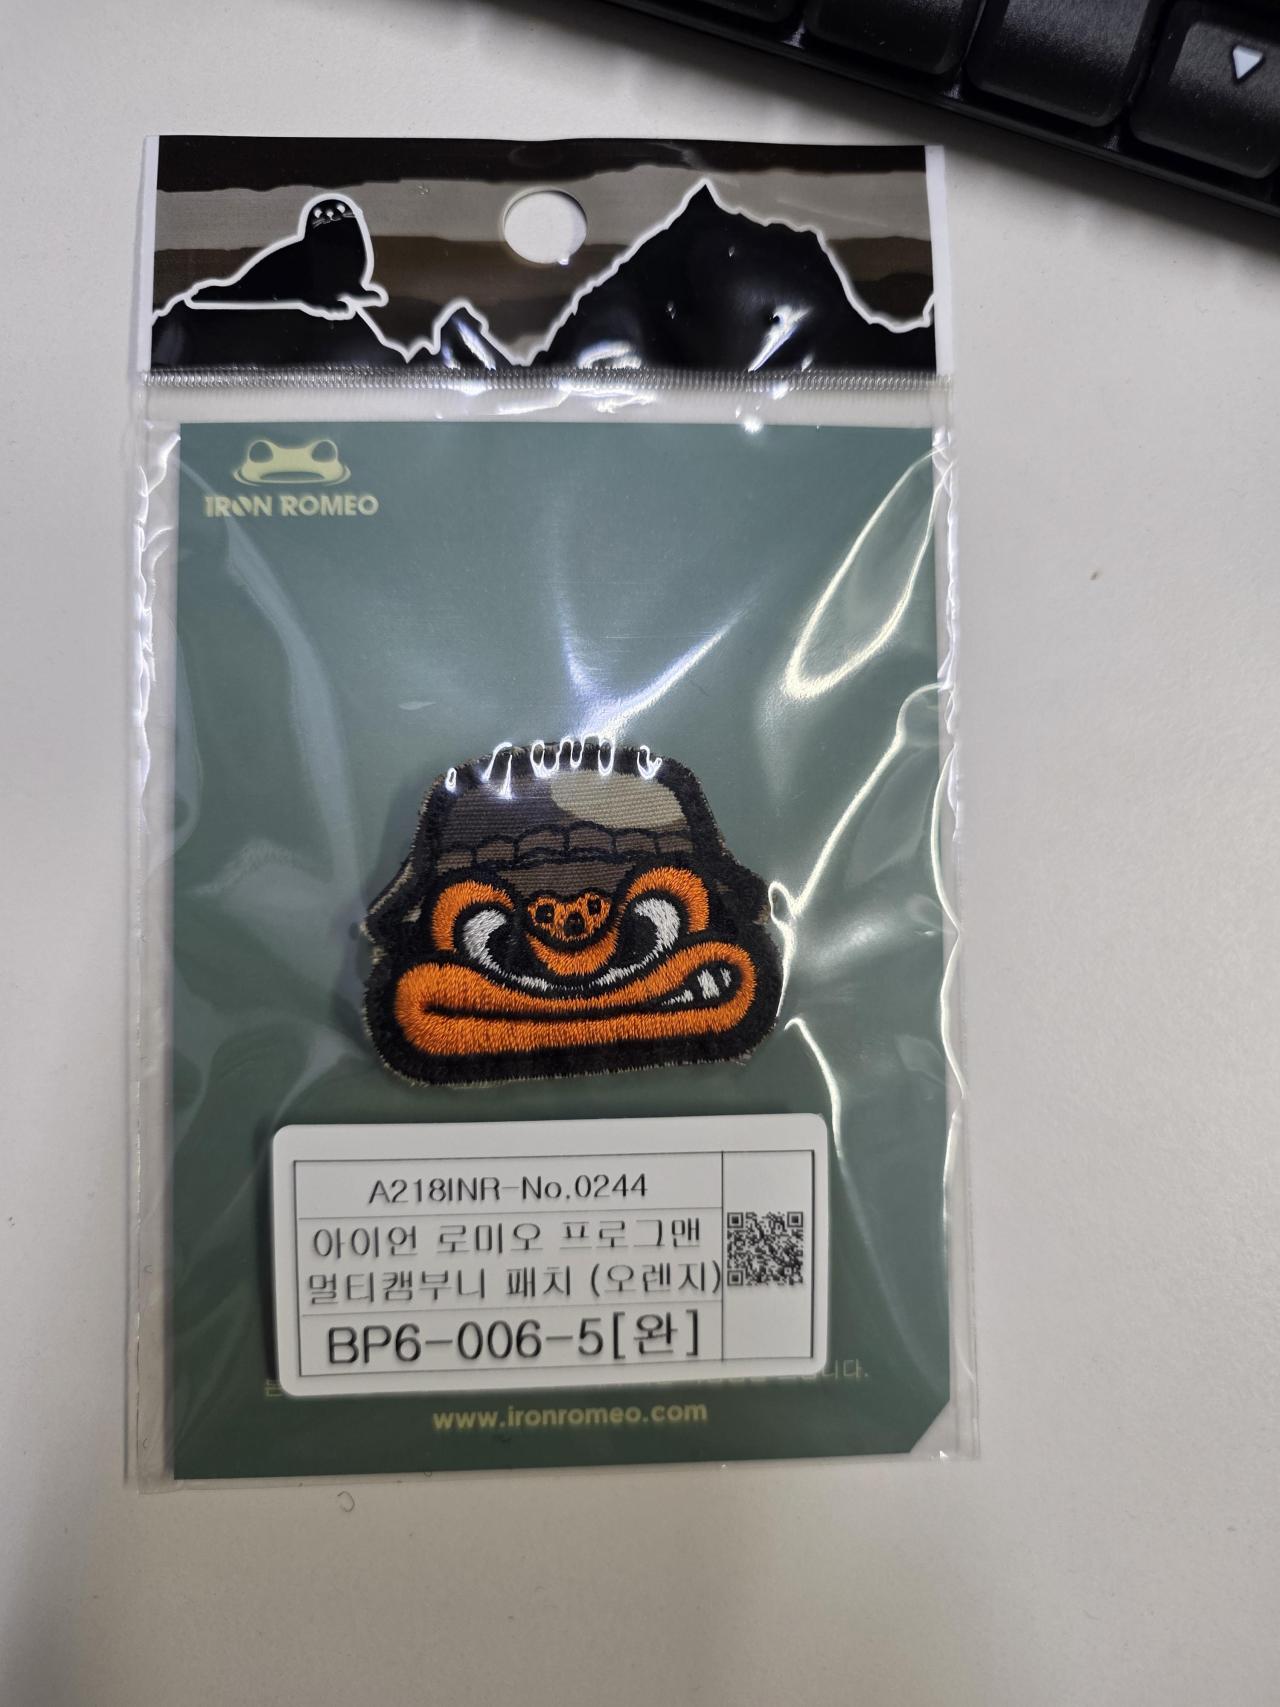 IRON ROMEO
A218INR-No.0244
아이언 로미오 프로그맨
멀티캠부니 패치 (오렌지)
BP6-006-5[완]
www.ironromeo.com